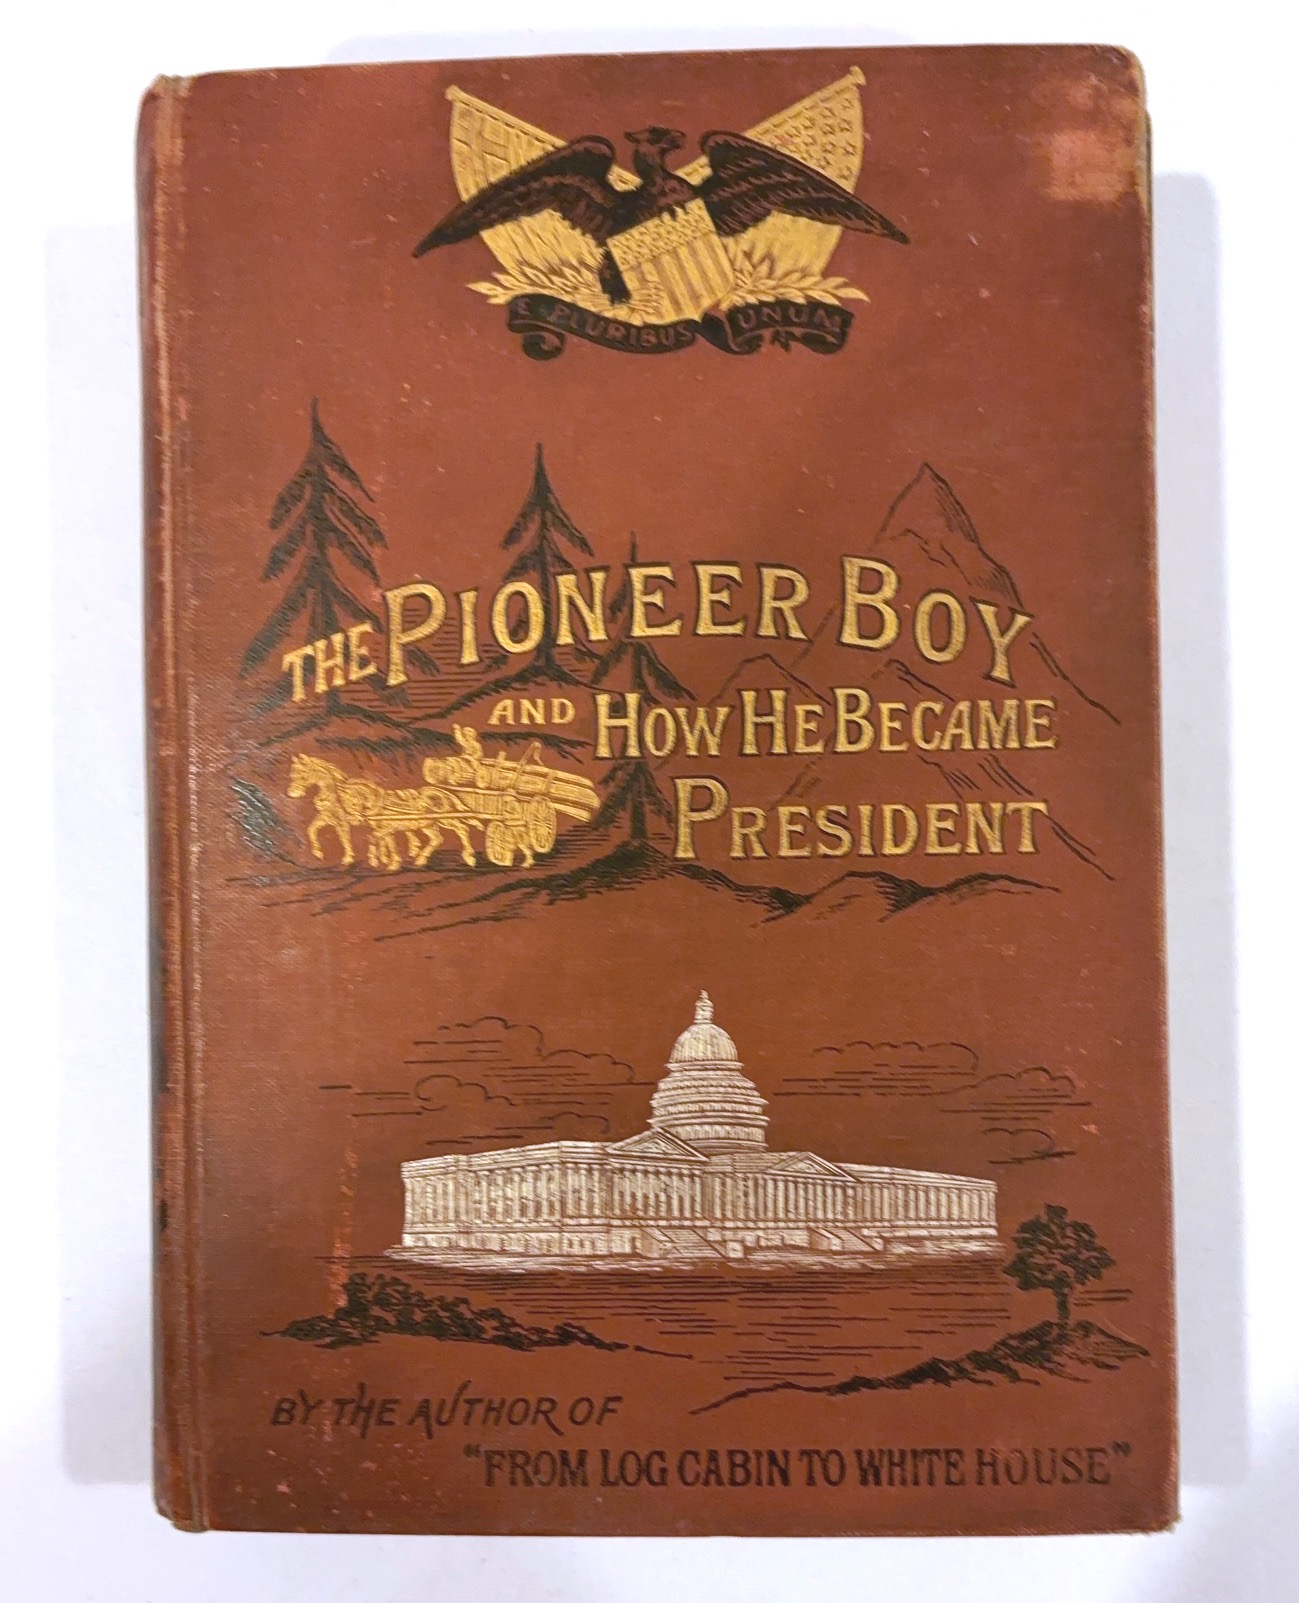 E · PLURIBUS UNUM
THE PIONEER BOY
AND HOW HE BECAME
PRESIDENT
BY THE AUTHOR OF
"FROM LOG CABIN TO WHITE HOUSE"